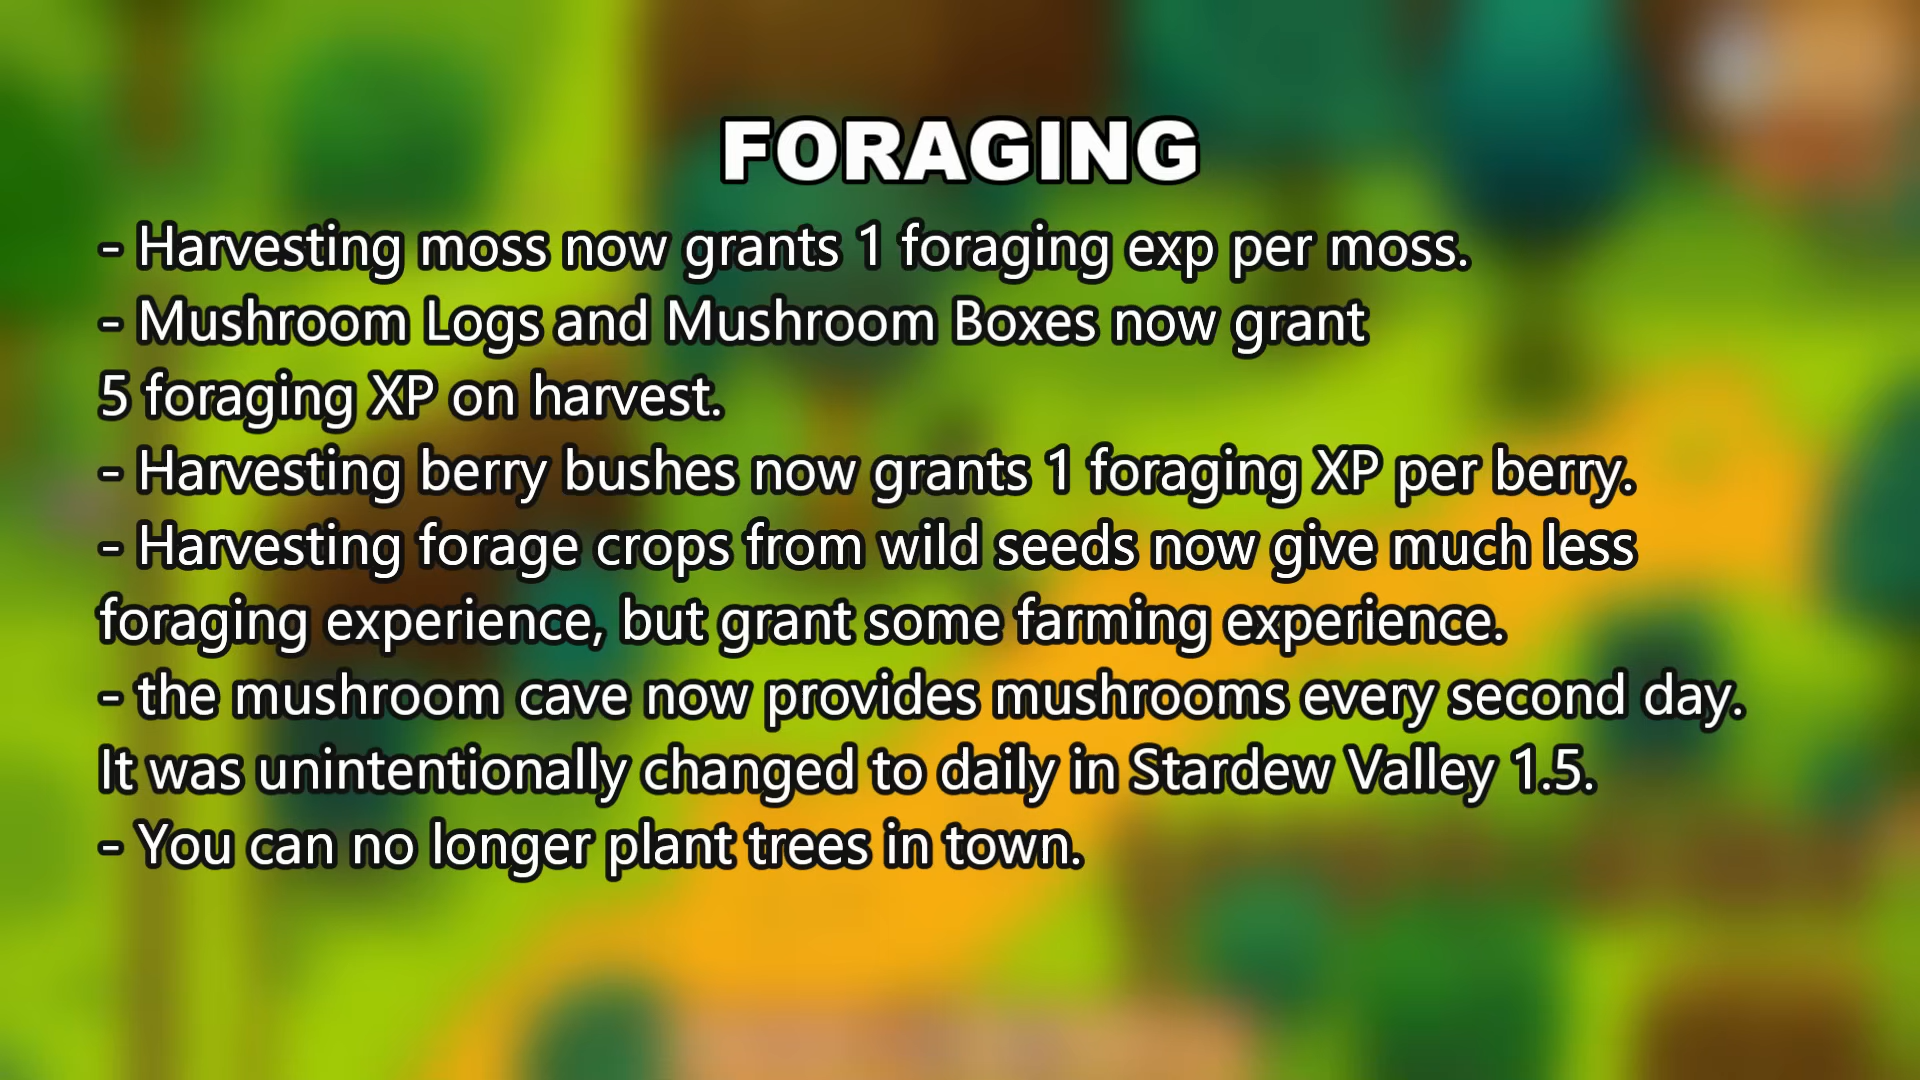 FORAGING
- Harvesting moss now grants 1 foraging exp per moss.
- Mushroom Logs and Mushroom Boxes now grant
5 foraging XP on harvest.
- Harvesting berry bushes now grants 1 foraging XP per berry.
- Harvesting forage crops from wild seeds now give much less
foraging experience, but grant some farming experience.
- the mushroom cave now provides mushrooms every second day.
It was unintentionally changed to daily in Stardew Valley 1.5.
- You can no longer plant trees in town.